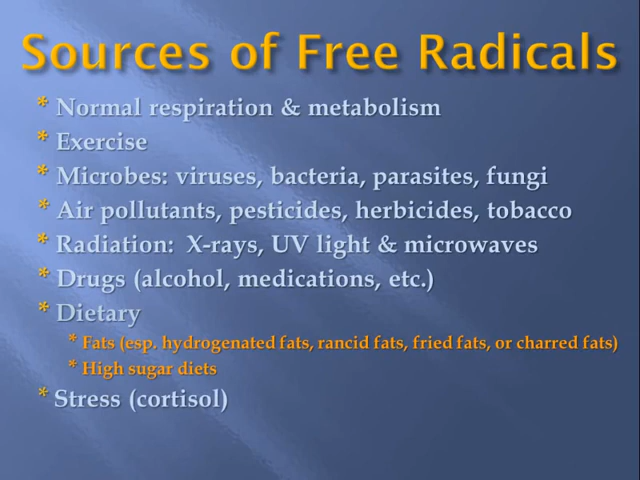 Sources of Free Radicals
* Normal respiration & metabolism
* Exercise
* Microbes: viruses, bacteria, parasites, fungi
* Air pollutants, pesticides, herbicides, tobacco
* Radiation:  X-rays, UV light & microwaves
* Drugs (alcohol, medications, etc.)
* Dietary
* Fats (esp. hydrogenated fats, rancid fats, fried fats, or charred fats)
* High sugar diets
* Stress (cortisol)